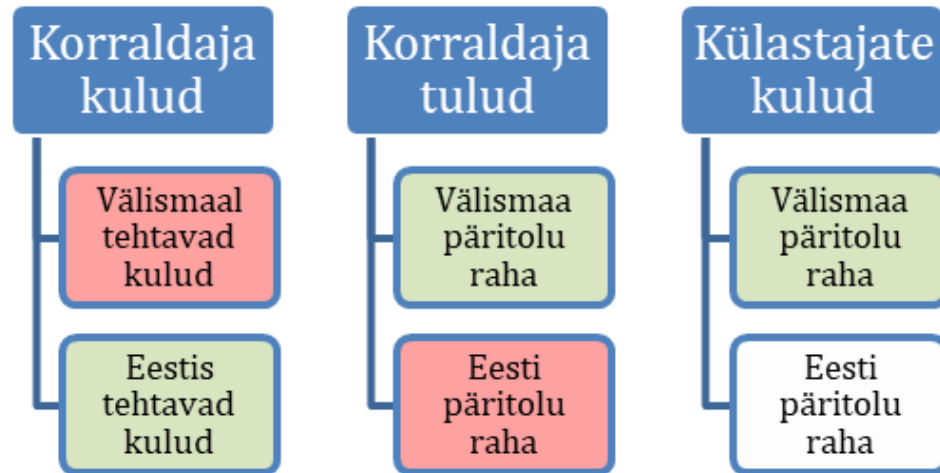 Korraldaja
kulud
Välismaal
tehtavad
kulud
Eestis
tehtavad
kulud
Korraldaja
tulud
Välismaa
päritolu
raha
Eesti
päritolu
raha
Külastajate
kulud
Välismaa
päritolu
raha
Eesti
päritolu
raha